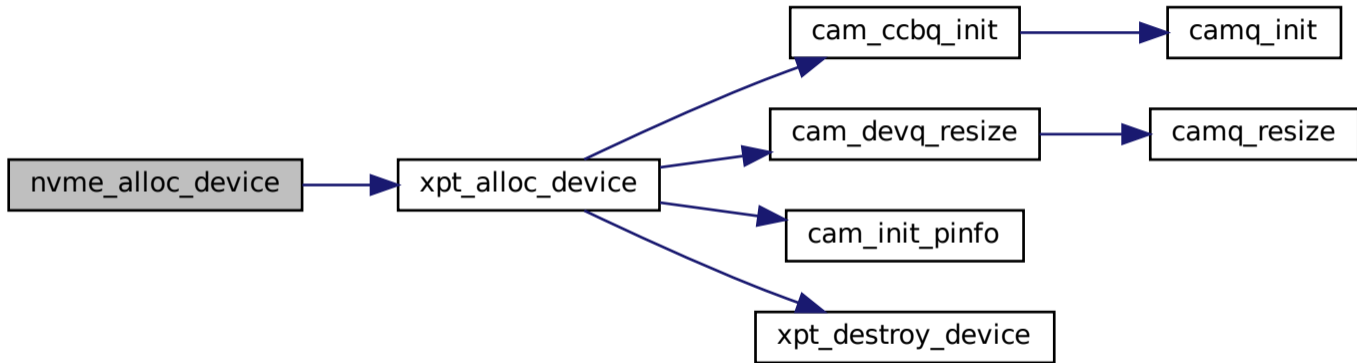 cam_ccbq_init
camq_init
cam_devq_resize
camq_resize
nvme_alloc_device
xpt_alloc_device
cam_init_pinfo
xpt_destroy_device